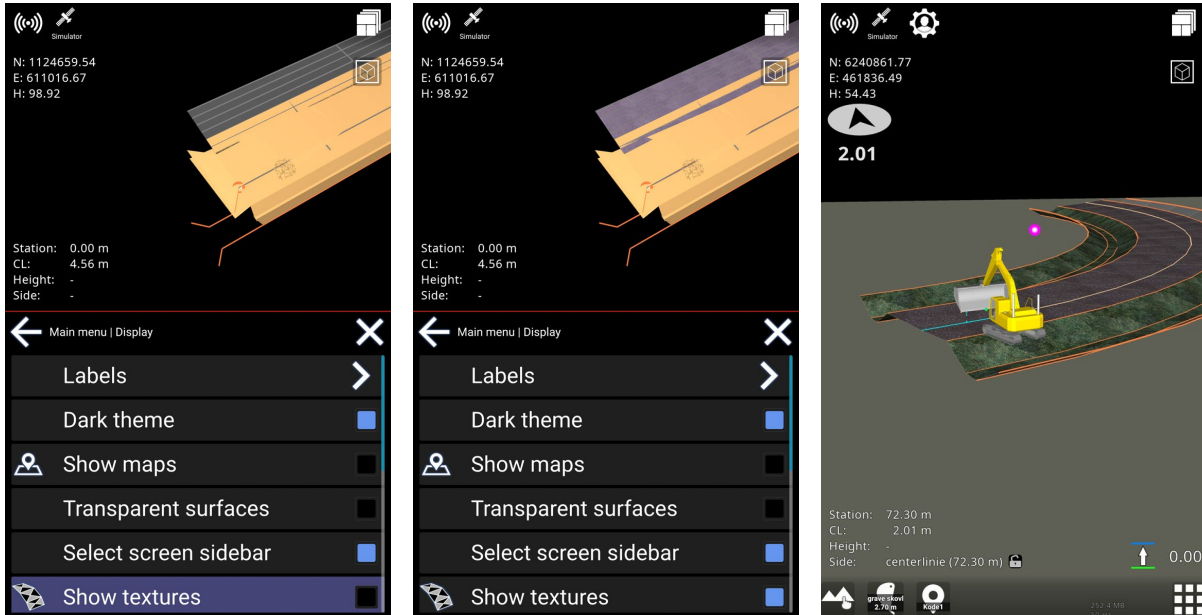 Simulator
N: 1124659.54
E: 611016.67
H: 98.92
Station: 0.00 m
CL: 4.56 m
Height: -
Side: -
Main menu | Display
Labels
Dark theme
Show maps
Transparent surfaces
Select screen sidebar
Show textures
Simulator
N: 1124659.54
E: 611016.67
H: 98.92
Station: 0.00 m
CL: 4.56 m
Height: -
Side: -
Main menu | Display
Labels
Dark theme
Show maps
Transparent surfaces
Select screen sidebar
Show textures
Simulator
N: 6240861.77
E: 461836.49
H: 54.43
2.01
Station: 72.30 m
CL: 2.01 m
Height: -
Side: centerlinie (72.30 m)
0.00
grave skovl
2.70 m
Kode1
252.4 MB